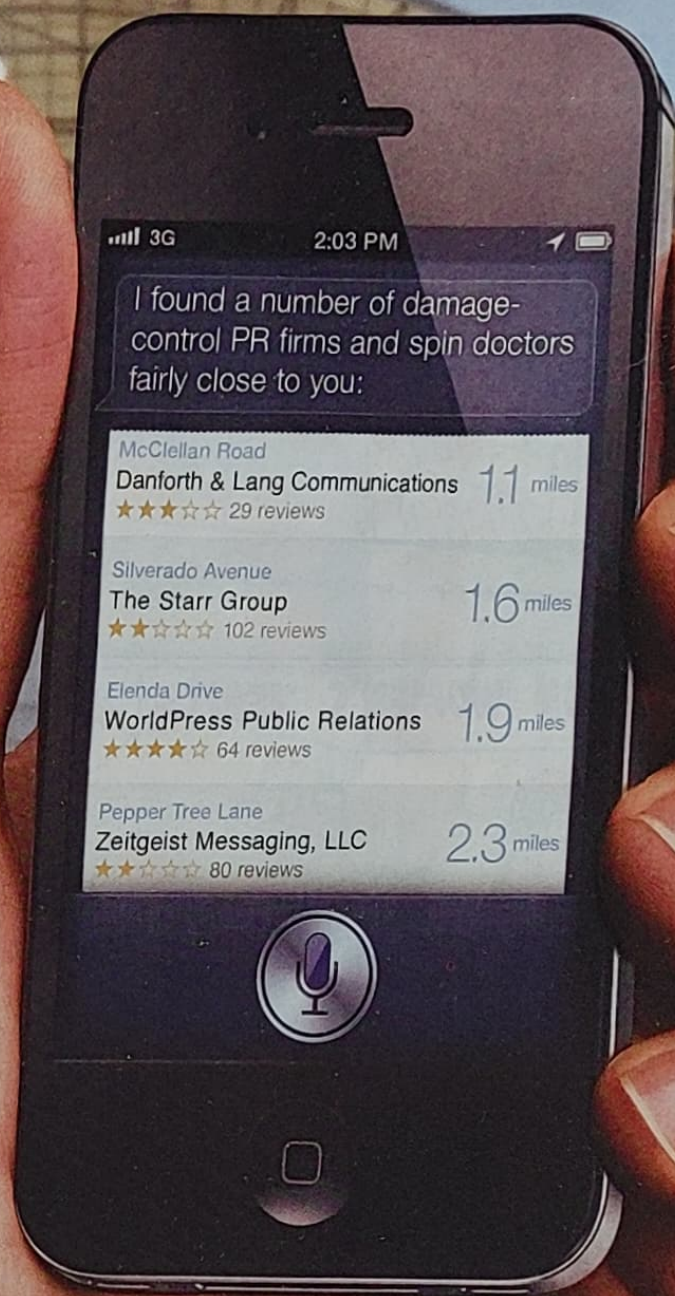 3G 2:03 PM
I found a number of damage-
control PR firms and spin doctors
fairly close to you:
McClellan Road
Danforth & Lang Communications 1.1 miles
29 reviews
Silverado Avenue
The Starr Group 1.6 miles
102 reviews
Elenda Drive
WorldPress Public Relations 1.9 miles
64 reviews
Pepper Tree Lane
Zeitgeist Messaging, LLC 2.3 miles
80 reviews